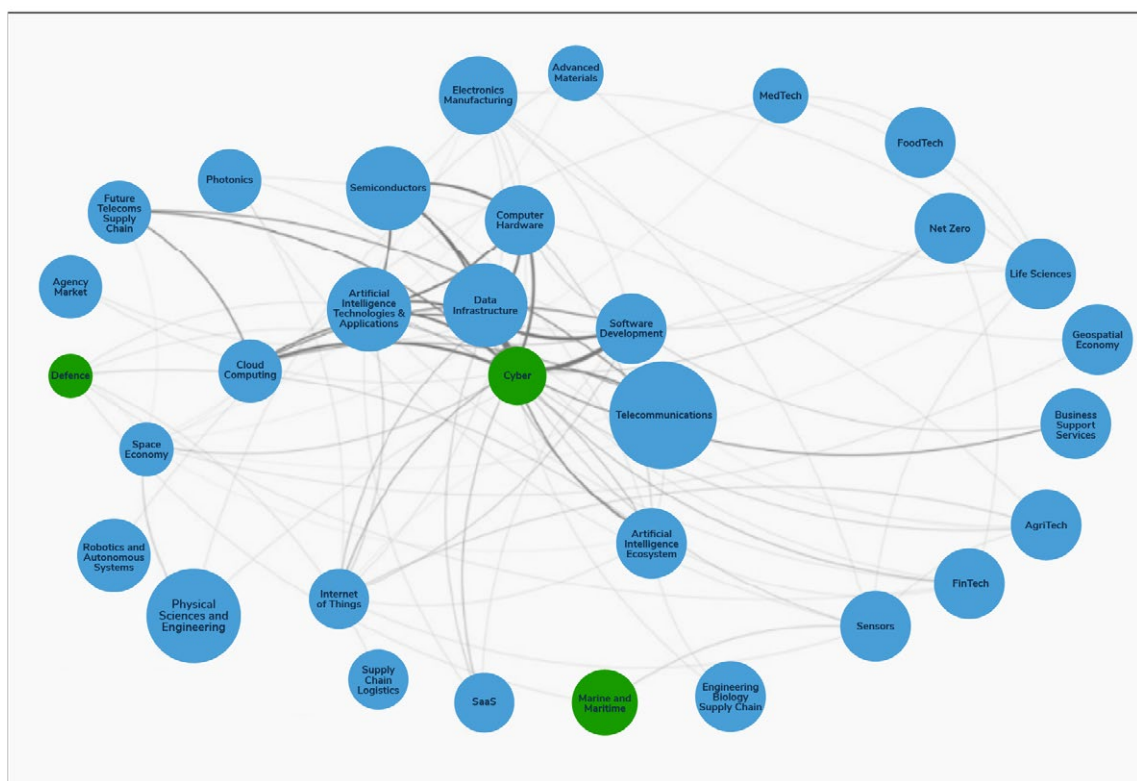 Electronics
Manufacturing
Advanced
Materials
MedTech
FoodTech
Photonics
Semiconductors
Future
Telecoms
Supply
Chain
Computer
Hardware
Net Zero
Life Sciences
Agency
Market
Artificial
Intelligence
Technologies &
Applications
Data
Infrastructure
Software
Development
Geospatial
Economy
Defence
Cloud
Computing
Cyber
Telecommunications
Business
Support
Services
Space
Economy
Robotics and
Autonomous
Systems
Artificial
Intelligence
Ecosystem
AgriTech
Physical
Sciences and
Engineering
Internet
of Things
FinTech
Sensors
Supply
Chain
Logistics
SaaS
Marine and
Maritime
Engineering
Biology
Supply Chain